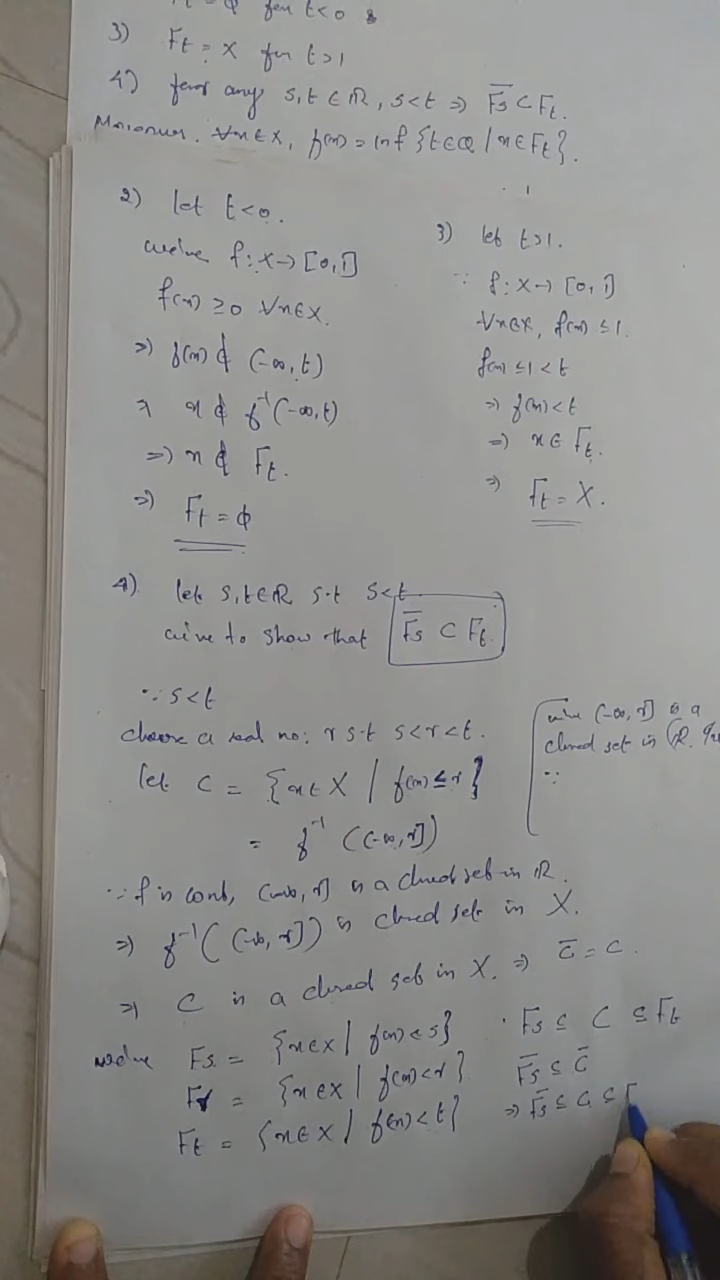 for t<0
3) Ft = X for t>1
4) for any s,t ∈ ℝ, s<t ⇒ F̅s ⊂ Ft.
Moreover, ∀x∈X, f(x) = inf {t∈Q / x∈Ft}.
2) let t<0.
we've f: X→[0,1]
f(x) ≥0 ∀x∈X.
⇒ f(x) ∉ (-∞, t)
⇒ x ∉ f⁻¹(-∞,t)
⇒ x ∉ Ft.
⇒ Ft = ϕ
3) let t>1.
∵ f: X→ [0,1]
∀x∈X, f(x) ≤1.
f(x) ≤1 <t
⇒ f(x)<t
⇒ x∈ Ft.
⇒ Ft = X.
4) let s,t∈ℝ s.t s<t
we've to show that F̅s ⊂ Ft.
∵ s<t
choose a real no: r s.t s<r<t.
let C = {x∈X / f(x)≤r}
= f⁻¹ ((-∞,r])
(-∞,r] is a
closed set in ℝ.
∵
∵ f is cont, (-∞, r] is a closed set in ℝ.
⇒ f⁻¹((-∞, r]) is closed set in X.
⇒ C is a closed set in X. ⇒ C̅ = C.
we've Fs = {x∈X / f(x)<s}
Fr = {x∈X / f(x)<r}
Ft = {x∈X / f(x)<t}
Fs ⊆ C ⊆ Ft
F̅s ⊆ C̅
⇒ F̅s ⊆ C ⊆